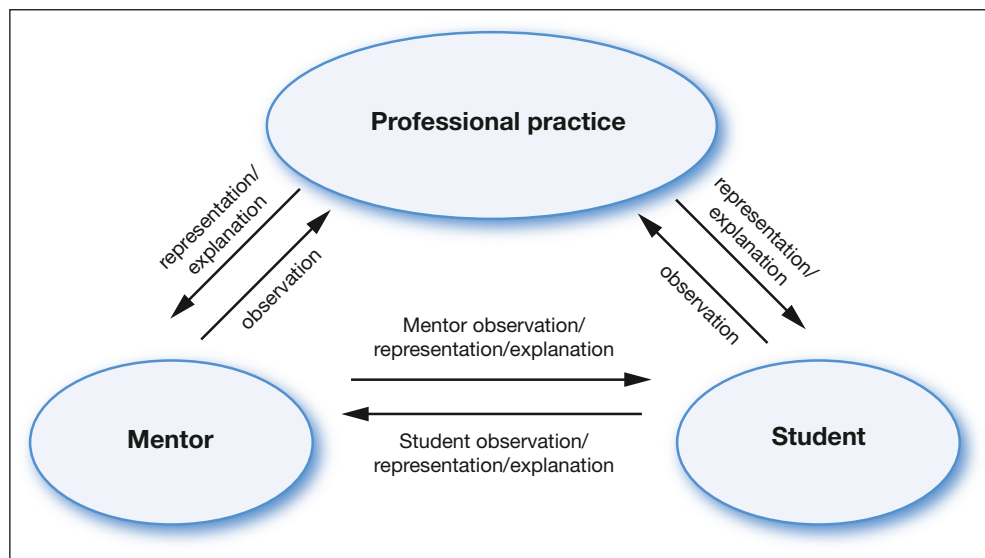 Professional practice
representation/
explanation
observation
representation/
explanation
observation
Mentor observation/
representation/explanation
Mentor
Student observation/
representation/explanation
Student